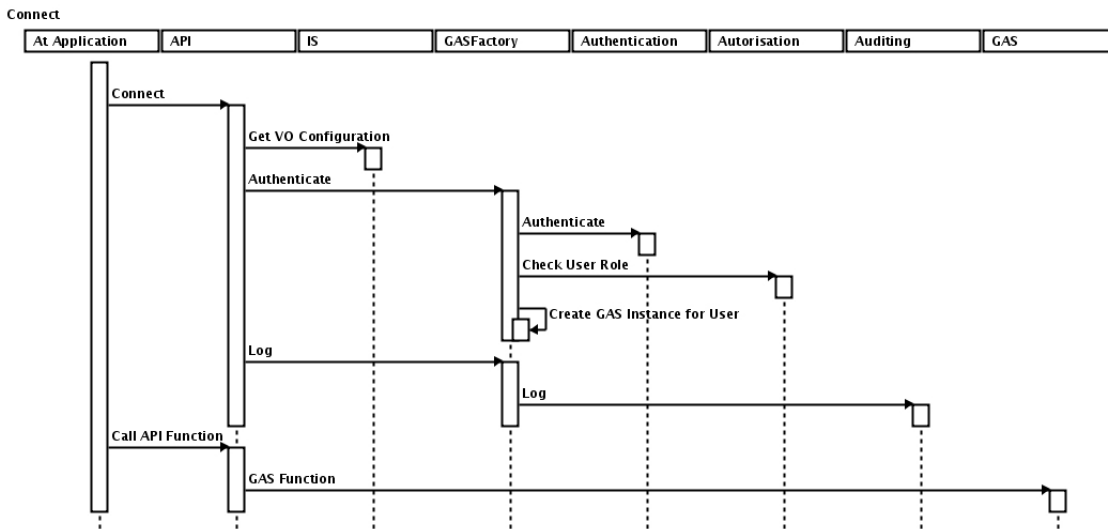 Connect
At Application API IS GASFactory Authentication Autorisation Auditing GAS
Connect
Get VO Configuration
Authenticate
Authenticate
Check User Role
Create GAS Instance for User
Log
Log
Call API Function
GAS Function